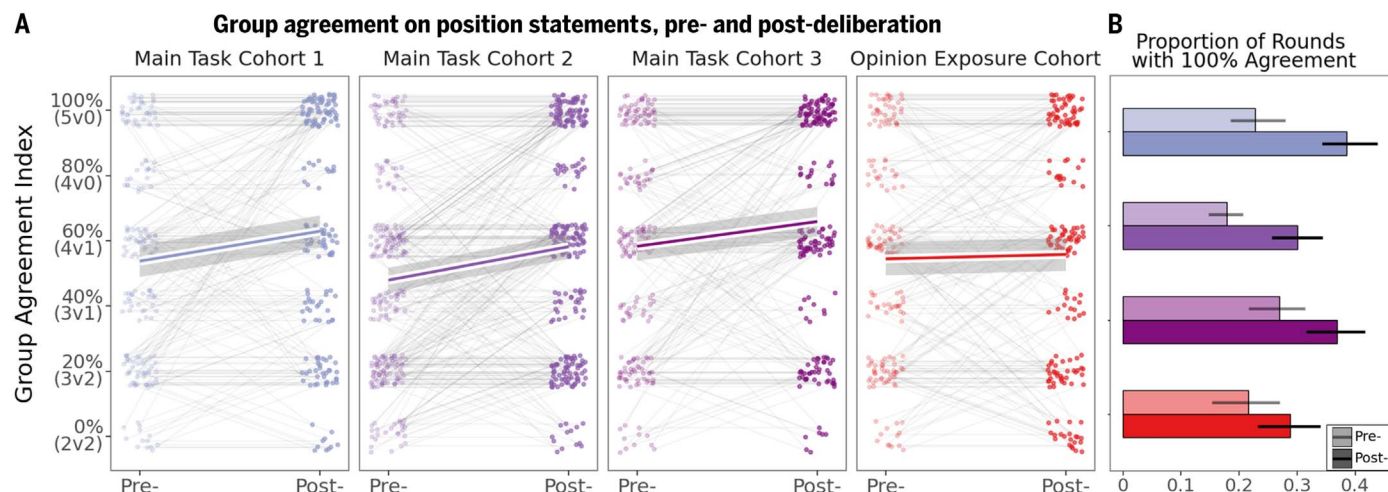 A
Group agreement on position statements, pre- and post-deliberation
Main Task Cohort 1
Main Task Cohort 2
Main Task Cohort 3
Opinion Exposure Cohort
Group Agreement Index
100%
(5v0)
80%
(4v0)
60%
(4v1)
40%
(3v1)
20%
(3v2)
0%
(2v2)
Pre-
Post-
Pre-
Post-
Pre-
Post-
Pre-
Post-
B
Proportion of Rounds
with 100% Agreement
Pre-
Post-
0
0.1
0.2
0.3
0.4